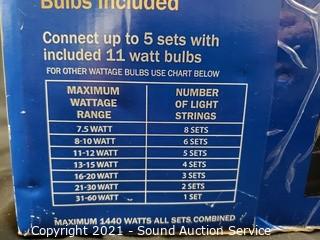 Bulbs Included
Connect up to 5 sets with
included 11 watt bulbs
FOR OTHER WATTAGE BULBS USE CHART BELOW
MAXIMUM WATTAGE RANGE NUMBER OF LIGHT STRINGS
7.5 WATT 8 SETS
8-10 WATT 6 SETS
11-12 WATT 5 SETS
13-15 WATT 4 SETS
16-20 WATT 3 SETS
21-30 WATT 2 SETS
31-60 WATT 1 SET
MAXIMUM 1440 WATTS ALL SETS COMBINED
Copyright 2021 - Sound Auction Service